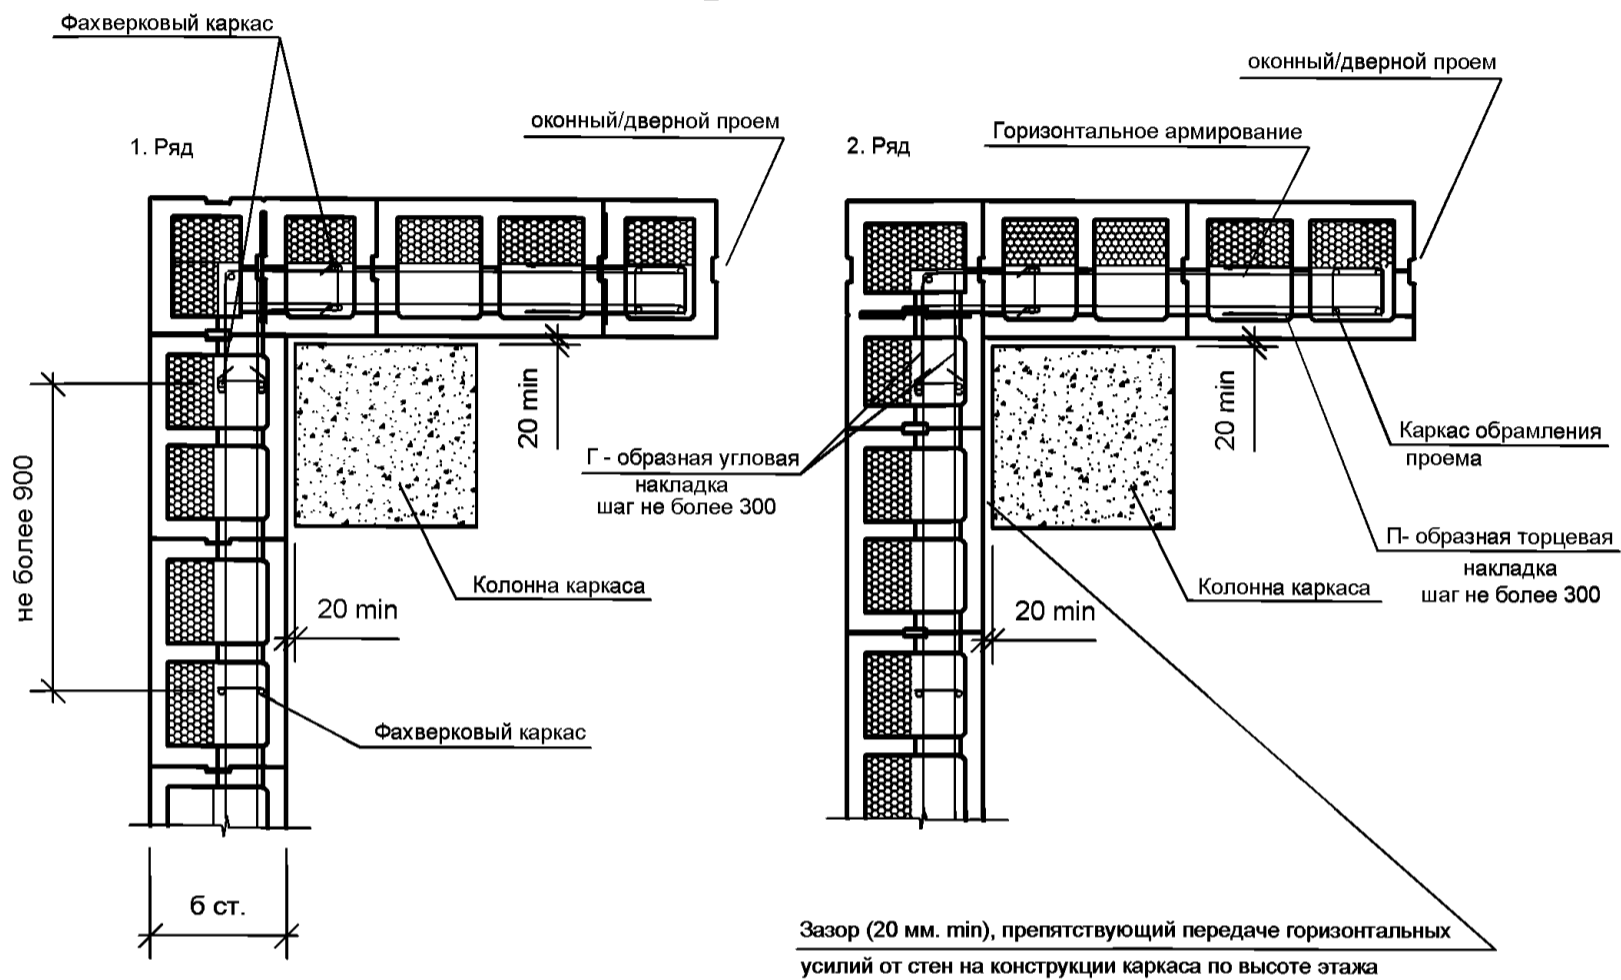 Фахверковый каркас
оконный/дверной проем
1. Ряд
оконный/дверной проем
2. Ряд
Горизонтальное армирование
20 min
20 min
Г - образная угловая
накладка
шаг не более 300
Каркас обрамления
проема
не более 900
П- образная торцевая
накладка
шаг не более 300
Колонна каркаса
Колонна каркаса
20 min
20 min
Фахверковый каркас
б ст.
Зазор (20 мм. min), препятствующий передаче горизонтальных
усилий от стен на конструкции каркаса по высоте этажа